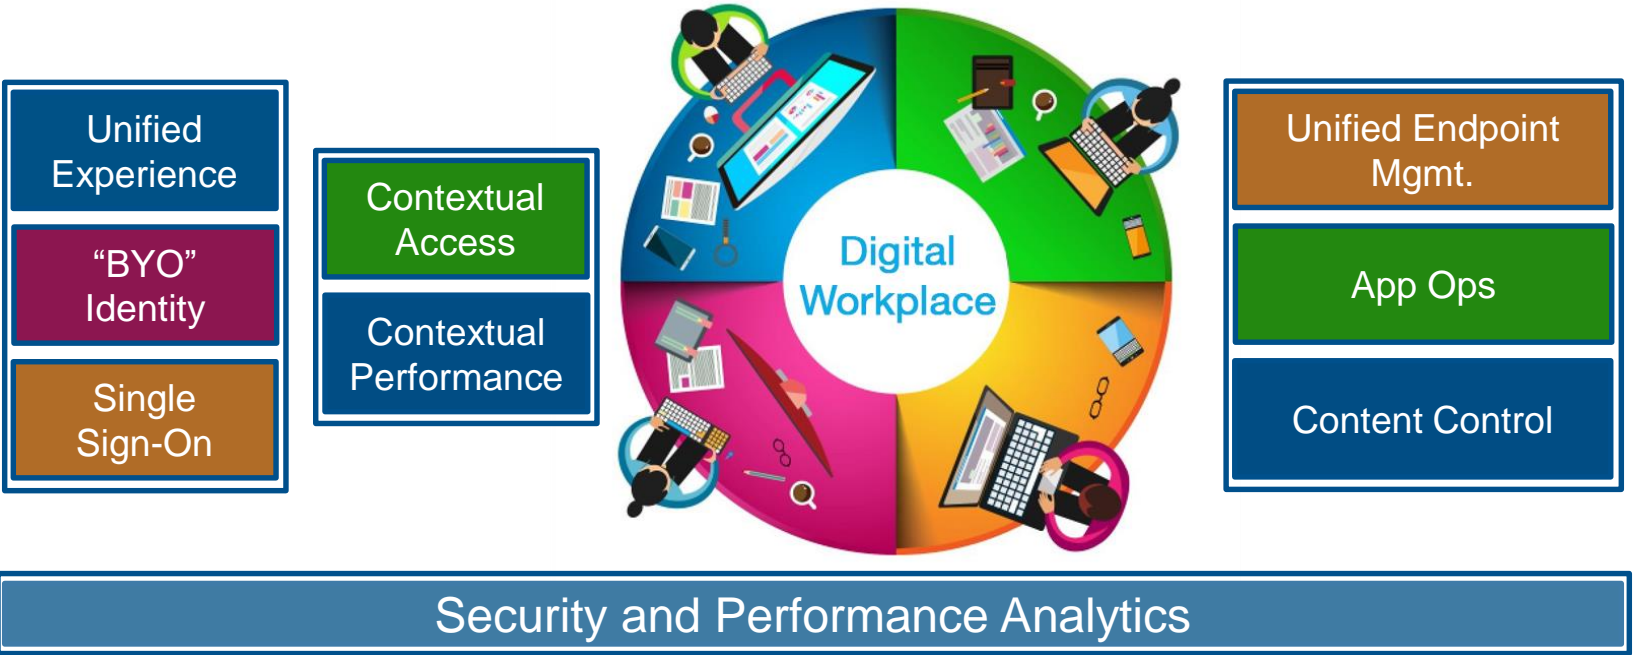 Unified
Experience
“BYO”
Identity
Single
Sign-On
Contextual
Access
Contextual
Performance
Digital
Workplace
Unified Endpoint
Mgmt.
App Ops
Content Control
Security and Performance Analytics